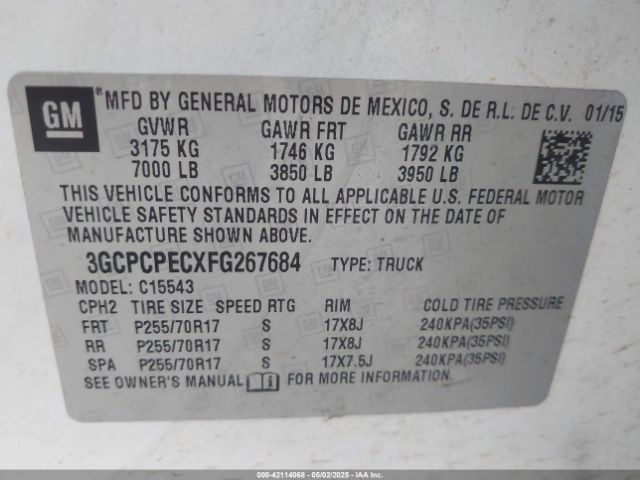 GM
*MFD BY GENERAL MOTORS DE MEXICO, S. DE R.L. DE C.V. 01/15
GVWR GAWR FRT GAWR RR
3175 KG 1746 KG 1792 KG
7000 LB 3850 LB 3950 LB
THIS VEHICLE CONFORMS TO ALL APPLICABLE U.S. FEDERAL MOTOR
VEHICLE SAFETY STANDARDS IN EFFECT ON THE DATE OF
MANUFACTURE SHOWN ABOVE.
3GCPCPECXFG267684 TYPE: TRUCK
MODEL: C15543
CPH2 TIRE SIZE SPEED RTG RIM COLD TIRE PRESSURE
FRT P255/70R17 S 17X8J 240KPA(35PSI)
RR P255/70R17 S 17X8J 240KPA(35PSI)
SPA P255/70R17 S 17X7.5J 240KPA(35PSI)
SEE OWNER'S MANUAL FOR MORE INFORMATION.
000-42114068 - 05/02/2025 - IAAI.COM